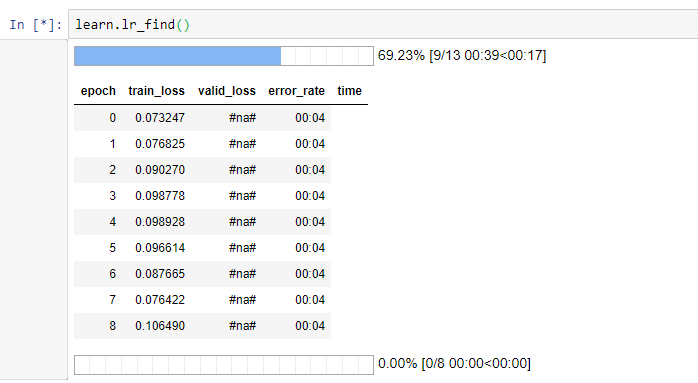 In [*]: learn.lr_find()
69.23% [9/13 00:39<00:17]
epoch train_loss valid_loss error_rate time
0 0.073247 #na# 00:04
1 0.076825 #na# 00:04
2 0.090270 #na# 00:04
3 0.098778 #na# 00:04
4 0.098928 #na# 00:04
5 0.096614 #na# 00:04
6 0.087665 #na# 00:04
7 0.076422 #na# 00:04
8 0.106490 #na# 00:04
0.00% [0/8 00:00<00:00]